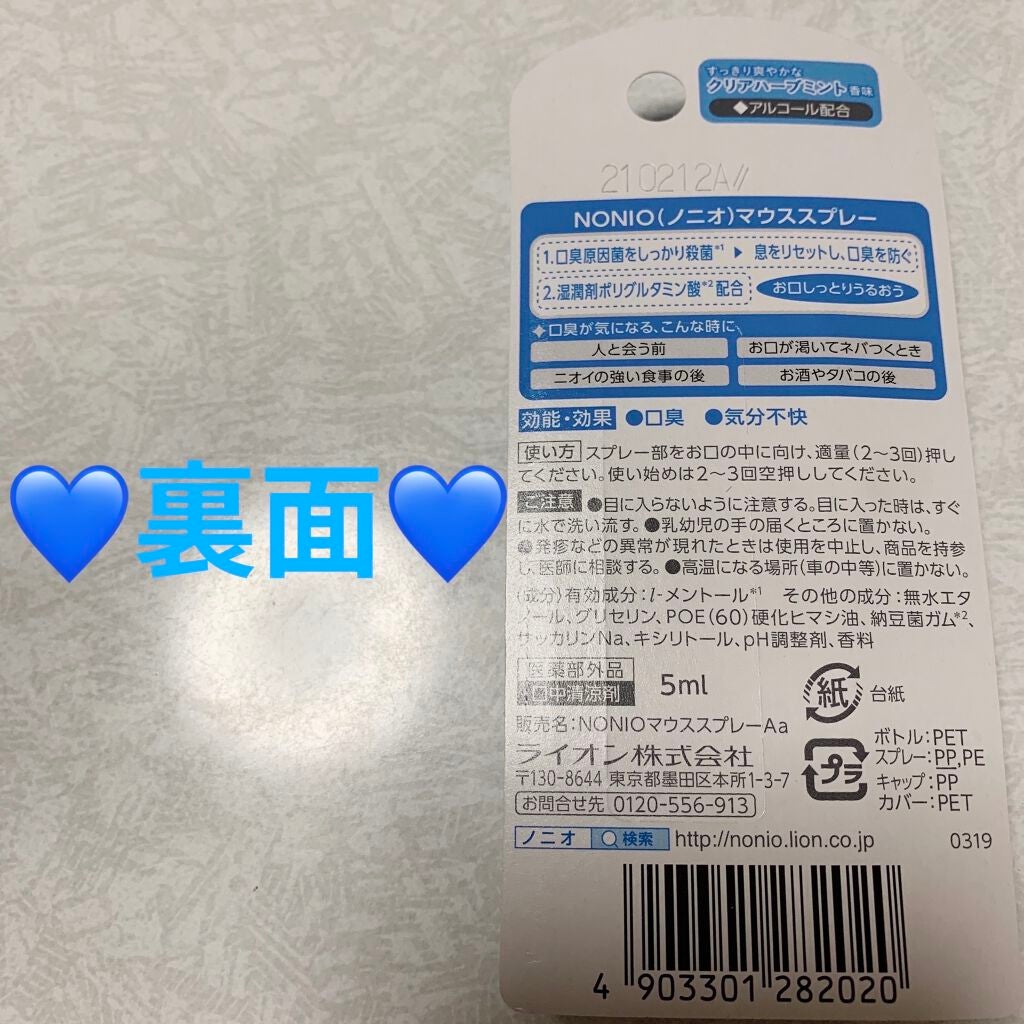 すっきり爽やかな
クリアハーブミント香味
◆アルコール配合
210212A//
NONIO(ノニオ)マウススプレー
1.口臭原因菌をしっかり殺菌*1 ▶ 息をリセットし、口臭を防ぐ
2.湿潤剤ポリグルタミン酸*2配合 お口しっとりうるおう
口臭が気になる、こんな時に
人と会う前 お口が渇いてネバつくとき
ニオイの強い食事の後 お酒やタバコの後
効能・効果 ●口臭 ●気分不快
使い方 スプレー部をお口の中に向け、適量(2〜3回)押し
てください。使い始めは2〜3回空押ししてください。
ご注意 ●目に入らないように注意する。目に入った時は、すぐ
に水で洗い流す。●乳幼児の手の届くところに置かない。
●発疹などの異常が現れたときは使用を中止し、商品を持参
し、医師に相談する。●高温になる場所(車の中等)に置かない。
(成分)有効成分:l-メントール*1 その他の成分:無水エタ
ノール、グリセリン、POE(60)硬化ヒマシ油、納豆菌ガム*2、
サッカリンNa、キシリトール、pH調整剤、香料
医薬部外品
口中清涼剤 5ml
紙 台紙
販売名:NONIOマウススプレーAa
ライオン株式会社
〒130-8644 東京都墨田区本所1-3-7
お問合せ先 0120-556-913
プラ
ボトル:PET
スプレー:PP,PE
キャップ:PP
カバー:PET
ノニオ 検索 http://nonio.lion.co.jp 0319
4 903301 282020
💙裏面💙